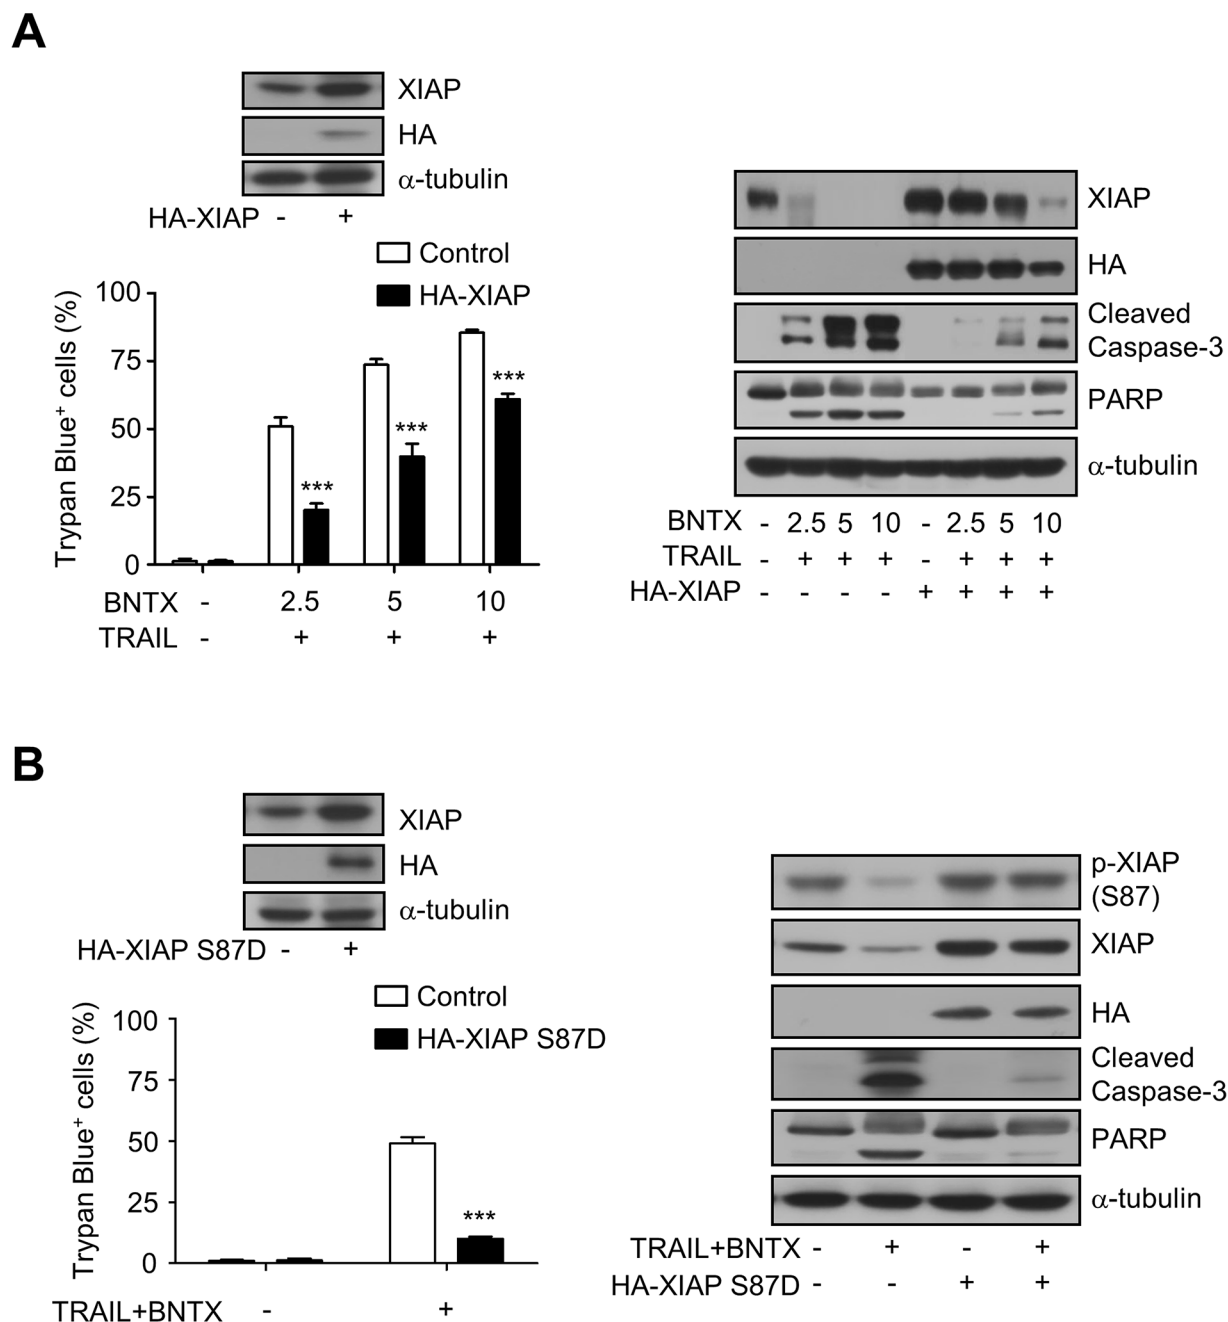 A
XIAP
HA
α-tubulin
HA-XIAP - +
Control
HA-XIAP
Trypan Blue⁺ cells (%)
100
75
50
25
0
***
***
***
BNTX - 2.5 5 10
TRAIL - + + +
XIAP
HA
Cleaved
Caspase-3
PARP
α-tubulin
BNTX - 2.5 5 10 - 2.5 5 10
TRAIL - + + + - + + +
HA-XIAP - - - - + + + +
B
XIAP
HA
α-tubulin
HA-XIAP S87D - +
Control
HA-XIAP S87D
Trypan Blue⁺ cells (%)
100
75
50
25
0
***
TRAIL+BNTX - +
p-XIAP
(S87)
XIAP
HA
Cleaved
Caspase-3
PARP
α-tubulin
TRAIL+BNTX - + - +
HA-XIAP S87D - - + +